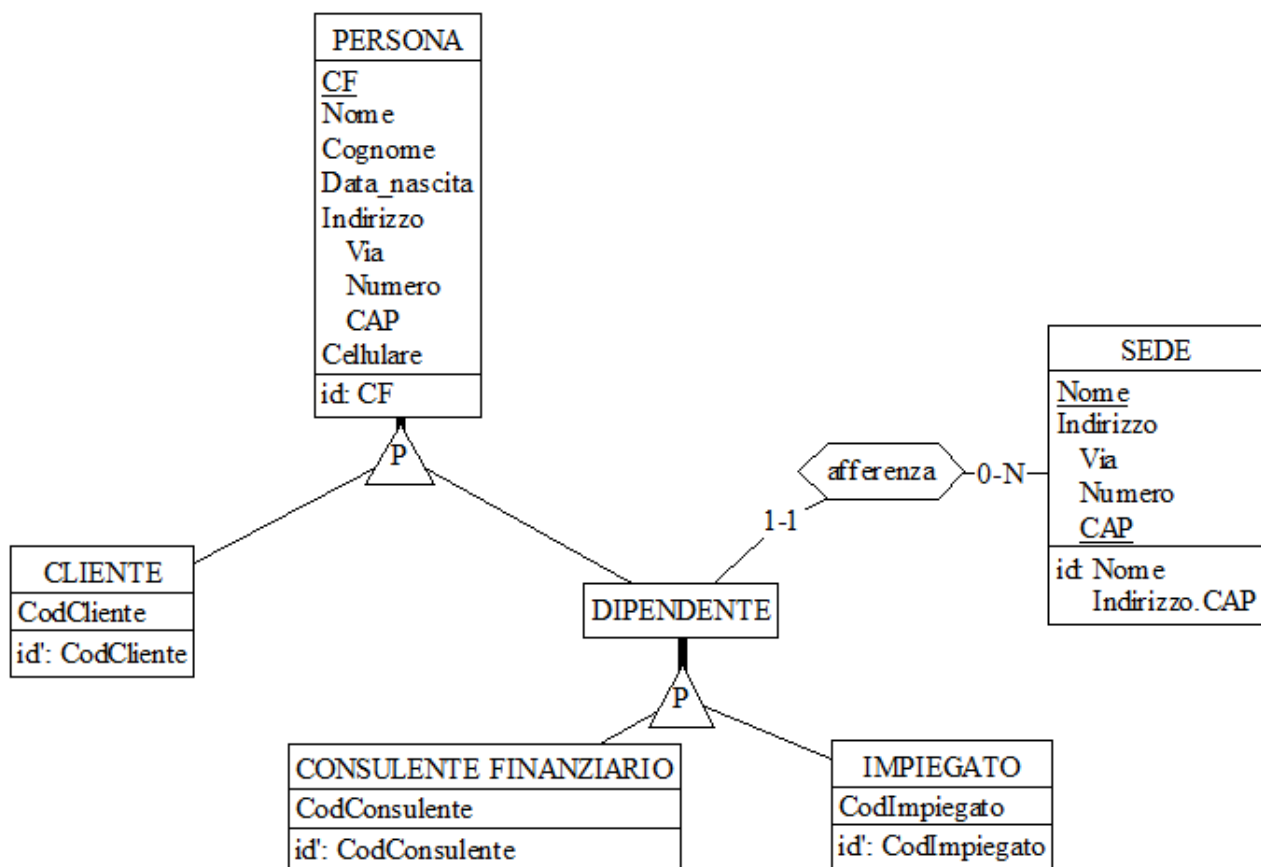 PERSONA
CF
Nome
Cognome
Data_nascita
Indirizzo
Via
Numero
CAP
Cellulare
id: CF
P
SEDE
Nome
Indirizzo
Via
Numero
CAP
id: Nome
Indirizzo.CAP
afferenza
0-N
1-1
CLIENTE
CodCliente
id': CodCliente
DIPENDENTE
P
CONSULENTE FINANZIARIO
CodConsulente
id': CodConsulente
IMPIEGATO
CodImpiegato
id': CodImpiegato